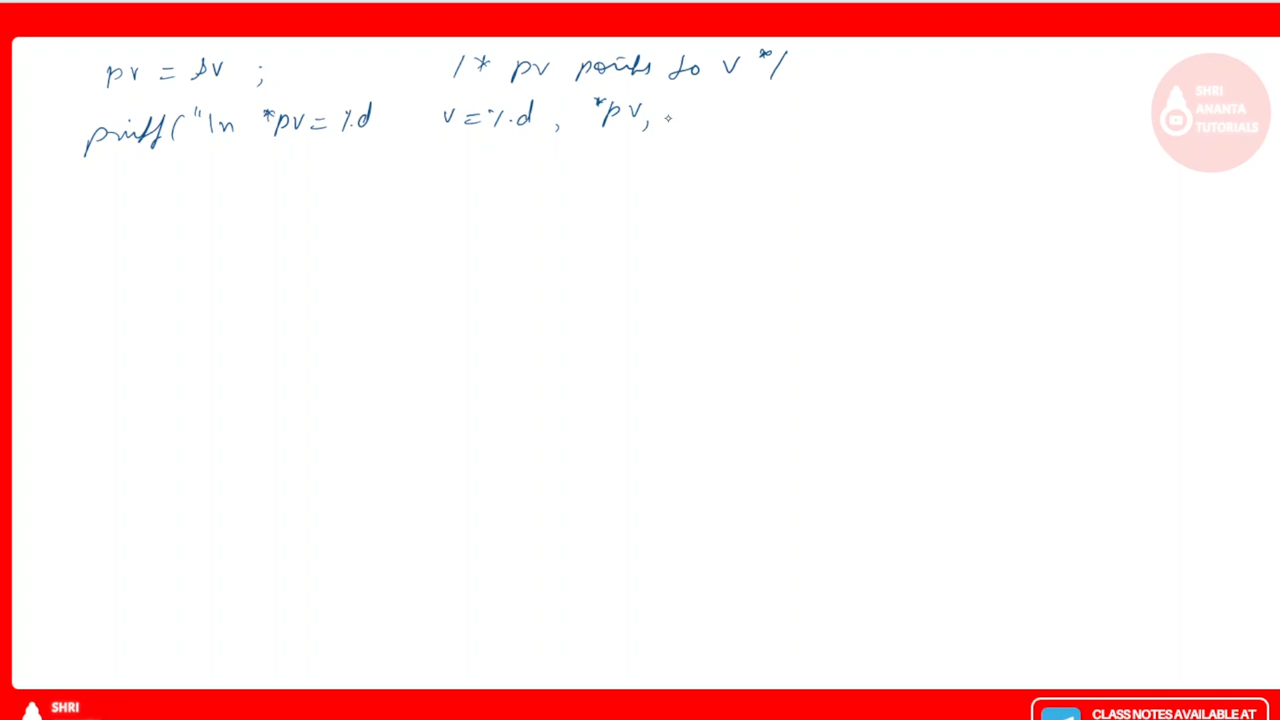 pv = &v ; /* pv points to v */
printf("\n *pv = %d v = %d , *pv,
SHRI
ANANTA
TUTORIALS
SHRI
CLASS NOTES AVAILABLE AT